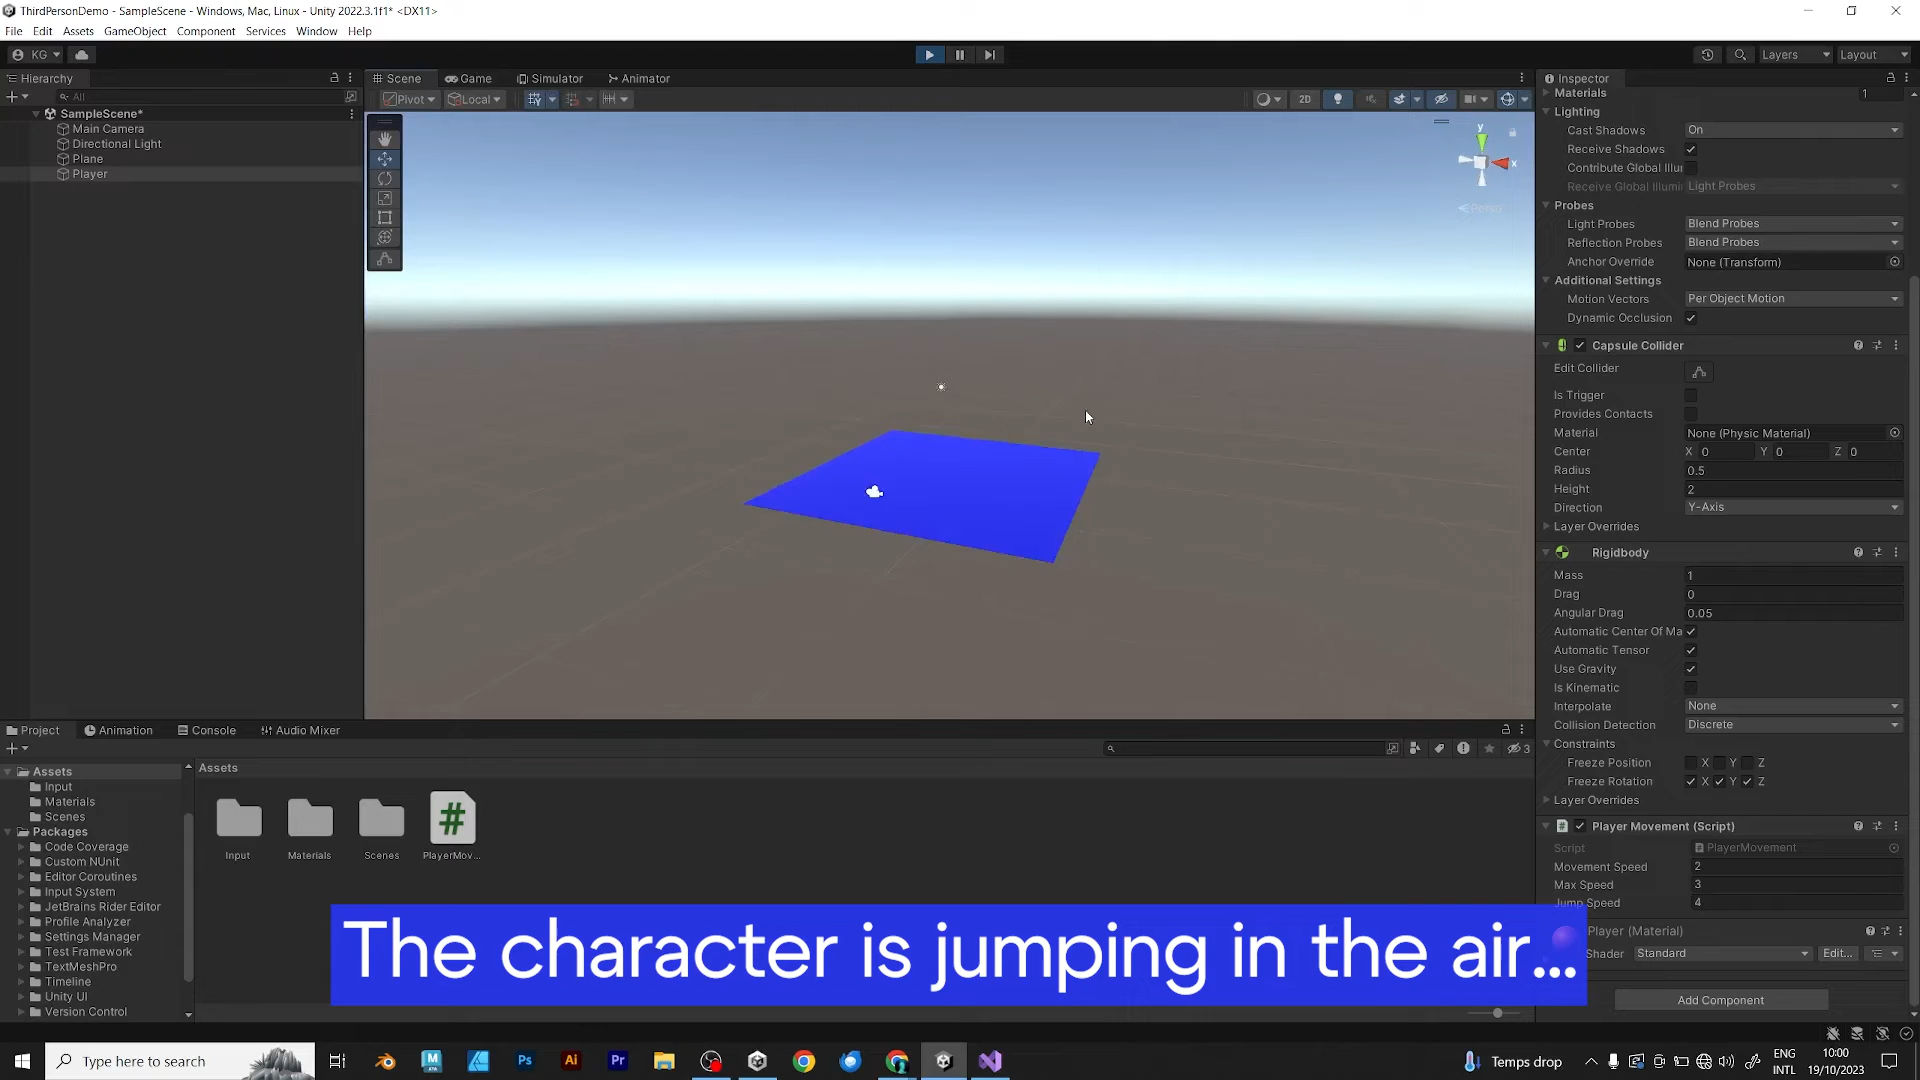 ThirdPersonDemo - SampleScene - Windows, Mac, Linux - Unity 2022.3.1f1* <DX11>
File Edit Assets GameObject Component Services Window Help
KG
Layers
Layout
Hierarchy
Scene
Game
Simulator
Animator
Inspector
All
Pivot
Local
2D
SampleScene*
Main Camera
Directional Light
Plane
Player
y
x
Persp
Materials 1
Lighting
Cast Shadows On
Receive Shadows
Contribute Global Illur
Receive Global Illumii Light Probes
Probes
Light Probes Blend Probes
Reflection Probes Blend Probes
Anchor Override None (Transform)
Additional Settings
Motion Vectors Per Object Motion
Dynamic Occlusion
Capsule Collider
Edit Collider
Is Trigger
Provides Contacts
Material None (Physic Material)
Center X 0 Y 0 Z 0
Radius 0.5
Height 2
Direction Y-Axis
Layer Overrides
Rigidbody
Mass 1
Drag 0
Angular Drag 0.05
Automatic Center Of Ma
Automatic Tensor
Use Gravity
Is Kinematic
Interpolate None
Collision Detection Discrete
Constraints
Freeze Position X Y Z
Freeze Rotation X Y Z
Layer Overrides
# Player Movement (Script)
Script PlayerMovement
Movement Speed 2
Max Speed 3
Jump Speed 4
Player (Material)
Shader Standard Edit...
Add Component
Project
Animation
Console
Audio Mixer
3
Assets
Input
Materials
Scenes
Packages
Code Coverage
Custom NUnit
Editor Coroutines
Input System
JetBrains Rider Editor
Profile Analyzer
Settings Manager
Test Framework
TextMeshPro
Timeline
Unity UI
Version Control
Assets
#
Input Materials Scenes PlayerMov...
The character is jumping in the air...
Type here to search
Ps
Ai
Pr
Temps drop
ENG
INTL
10:00
19/10/2023